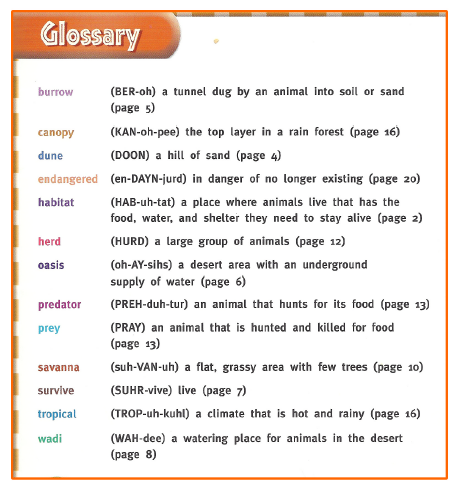 Glossary
burrow (BER-oh) a tunnel dug by an animal into soil or sand
(page 5)
canopy (KAN-oh-pee) the top layer in a rain forest (page 16)
dune (DOON) a hill of sand (page 4)
endangered (en-DAYN-jurd) in danger of no longer existing (page 20)
habitat (HAB-uh-tat) a place where animals live that has the
food, water, and shelter they need to stay alive (page 2)
herd (HURD) a large group of animals (page 12)
oasis (oh-AY-sihs) a desert area with an underground
supply of water (page 6)
predator (PREH-duh-tur) an animal that hunts for its food (page 13)
prey (PRAY) an animal that is hunted and killed for food
(page 13)
savanna (suh-VAN-uh) a flat, grassy area with few trees (page 10)
survive (SUHR-vive) live (page 7)
tropical (TROP-uh-kuhl) a climate that is hot and rainy (page 16)
wadi (WAH-dee) a watering place for animals in the desert
(page 8)